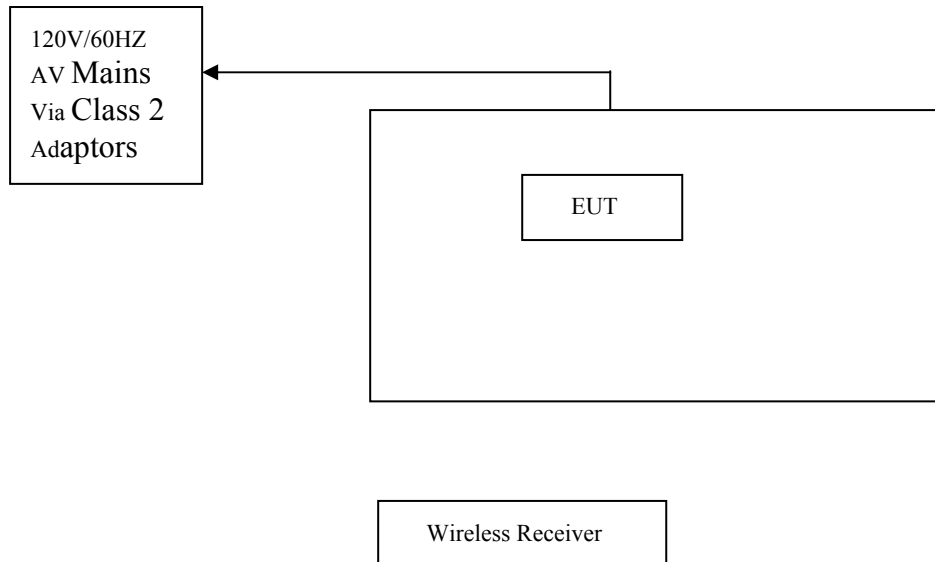 120V/60HZ
AV Mains
Via Class 2
Adaptors
EUT
Wireless Receiver